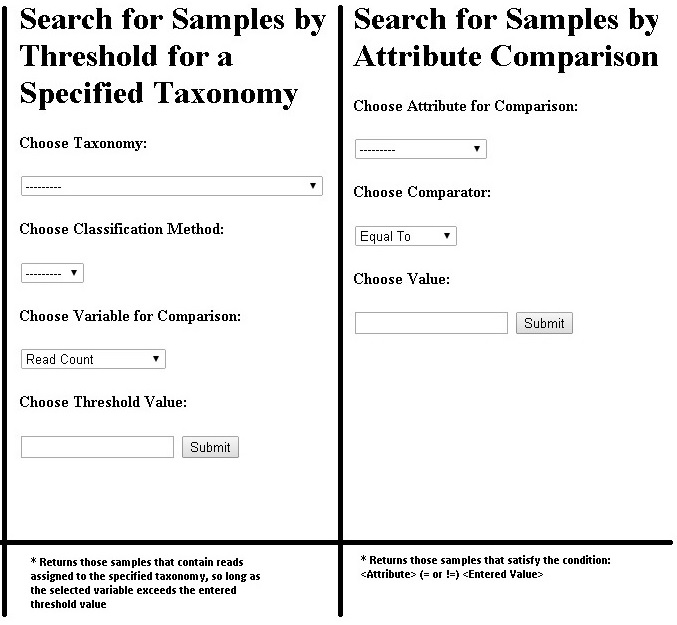 Search for Samples by
Threshold for a
Specified Taxonomy
Choose Taxonomy:
---------
Choose Classification Method:
---------
Choose Variable for Comparison:
Read Count
Choose Threshold Value:
Submit
* Returns those samples that contain reads
assigned to the specified taxonomy, so long as
the selected variable exceeds the entered
threshold value
Search for Samples by
Attribute Comparison
Choose Attribute for Comparison:
---------
Choose Comparator:
Equal To
Choose Value:
Submit
* Returns those samples that satisfy the condition:
<Attribute> (= or !=) <Entered Value>